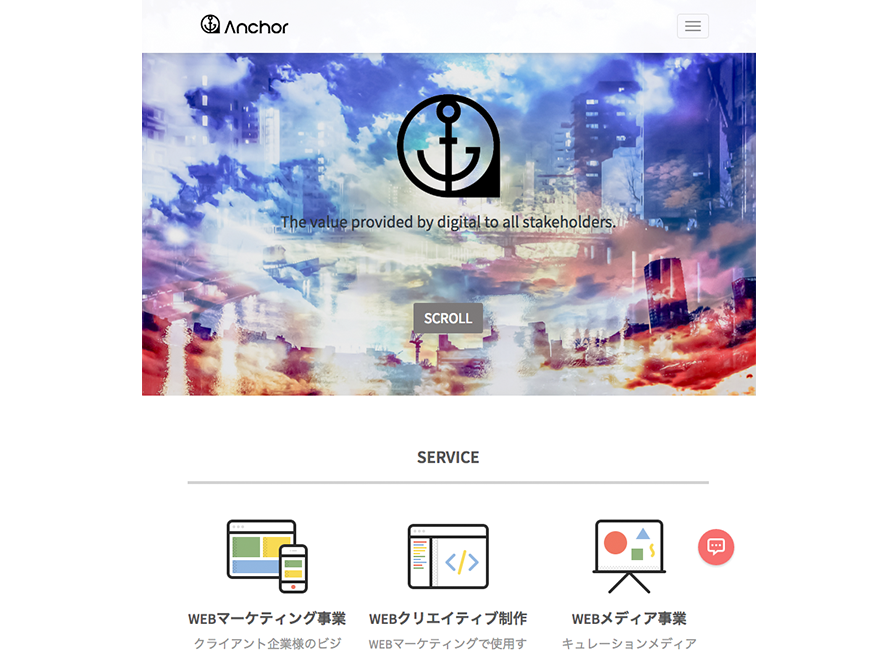 Anchor
The value provided by digital to all stakeholders.
SCROLL
SERVICE
WEBマーケティング事業
WEBクリエイティブ制作
WEBメディア事業
クライアント企業様のビジ
WEBマーケティングで使用す
キュレーションメディア